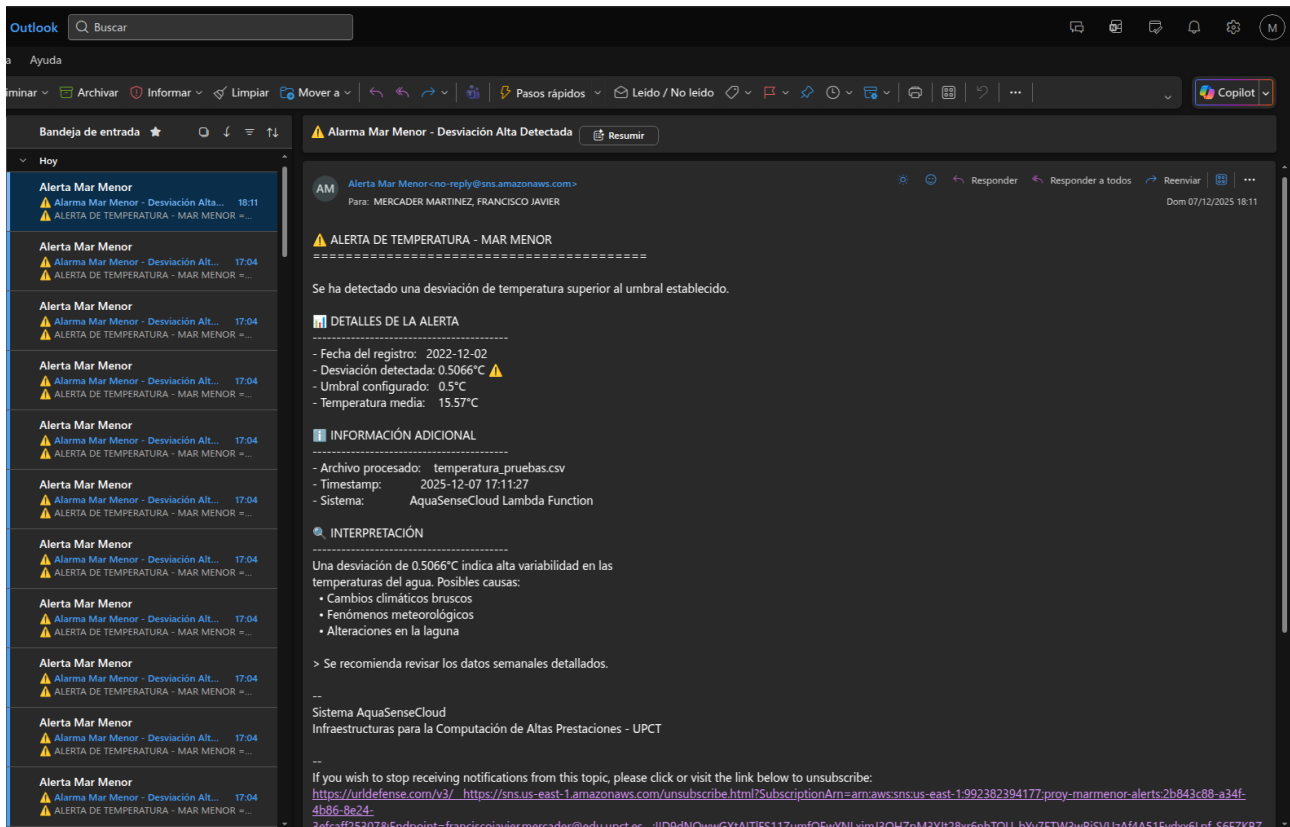 Outlook
Buscar
M
a Ayuda
iminar Archivar Informar Limpiar Mover a Pasos rápidos Leído / No leído Copilot
Bandeja de entrada
Hoy
Alerta Mar Menor
⚠ Alarma Mar Menor - Desviación Alta... 18:11
⚠ ALERTA DE TEMPERATURA - MAR MENOR =...
Alerta Mar Menor
⚠ Alarma Mar Menor - Desviación Alt... 17:04
⚠ ALERTA DE TEMPERATURA - MAR MENOR =...
Alerta Mar Menor
⚠ Alarma Mar Menor - Desviación Alt... 17:04
⚠ ALERTA DE TEMPERATURA - MAR MENOR =...
Alerta Mar Menor
⚠ Alarma Mar Menor - Desviación Alt... 17:04
⚠ ALERTA DE TEMPERATURA - MAR MENOR =...
Alerta Mar Menor
⚠ Alarma Mar Menor - Desviación Alt... 17:04
⚠ ALERTA DE TEMPERATURA - MAR MENOR =...
Alerta Mar Menor
⚠ Alarma Mar Menor - Desviación Alt... 17:04
⚠ ALERTA DE TEMPERATURA - MAR MENOR =...
Alerta Mar Menor
⚠ Alarma Mar Menor - Desviación Alt... 17:04
⚠ ALERTA DE TEMPERATURA - MAR MENOR =...
Alerta Mar Menor
⚠ Alarma Mar Menor - Desviación Alt... 17:04
⚠ ALERTA DE TEMPERATURA - MAR MENOR =...
Alerta Mar Menor
⚠ Alarma Mar Menor - Desviación Alt... 17:04
⚠ ALERTA DE TEMPERATURA - MAR MENOR =...
Alerta Mar Menor
⚠ Alarma Mar Menor - Desviación Alt... 17:04
⚠ ALERTA DE TEMPERATURA - MAR MENOR =...
Alerta Mar Menor
⚠ Alarma Mar Menor - Desviación Alt... 17:04
⚠ ALERTA DE TEMPERATURA - MAR MENOR =...
⚠ Alarma Mar Menor - Desviación Alta Detectada Resumir
AM
Alerta Mar Menor<no-reply@sns.amazonaws.com>
Responder Responder a todos Reenviar
Para: MERCADER MARTINEZ, FRANCISCO JAVIER
Dom 07/12/2025 18:11
⚠ ALERTA DE TEMPERATURA - MAR MENOR
=========================================
Se ha detectado una desviación de temperatura superior al umbral establecido.
📊 DETALLES DE LA ALERTA
-----------------------------------------
- Fecha del registro: 2022-12-02
- Desviación detectada: 0.5066°C ⚠
- Umbral configurado: 0.5°C
- Temperatura media: 15.57°C
ℹ INFORMACIÓN ADICIONAL
-----------------------------------------
- Archivo procesado: temperatura_pruebas.csv
- Timestamp: 2025-12-07 17:11:27
- Sistema: AquaSenseCloud Lambda Function
🔍 INTERPRETACIÓN
-----------------------------------------
Una desviación de 0.5066°C indica alta variabilidad en las
temperaturas del agua. Posibles causas:
• Cambios climáticos bruscos
• Fenómenos meteorológicos
• Alteraciones en la laguna
> Se recomienda revisar los datos semanales detallados.
--
Sistema AquaSenseCloud
Infraestructuras para la Computación de Altas Prestaciones - UPCT
--
If you wish to stop receiving notifications from this topic, please click or visit the link below to unsubscribe:
https://urldefense.com/v3/__https://sns.us-east-1.amazonaws.com/unsubscribe.html?SubscriptionArn=arn:aws:sns:us-east-1:992382394177:proy-marmenor-alerts:2b843c88-a34f-
4b86-8e24-